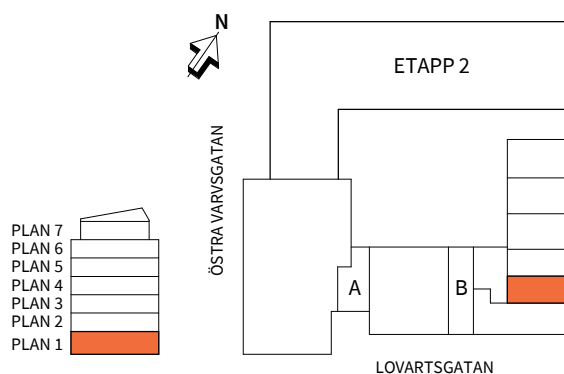 N
ETAPP 2
ÖSTRA VARVSGATAN
PLAN 7
PLAN 6
PLAN 5
PLAN 4
PLAN 3
PLAN 2
PLAN 1
A
B
LOVARTSGATAN